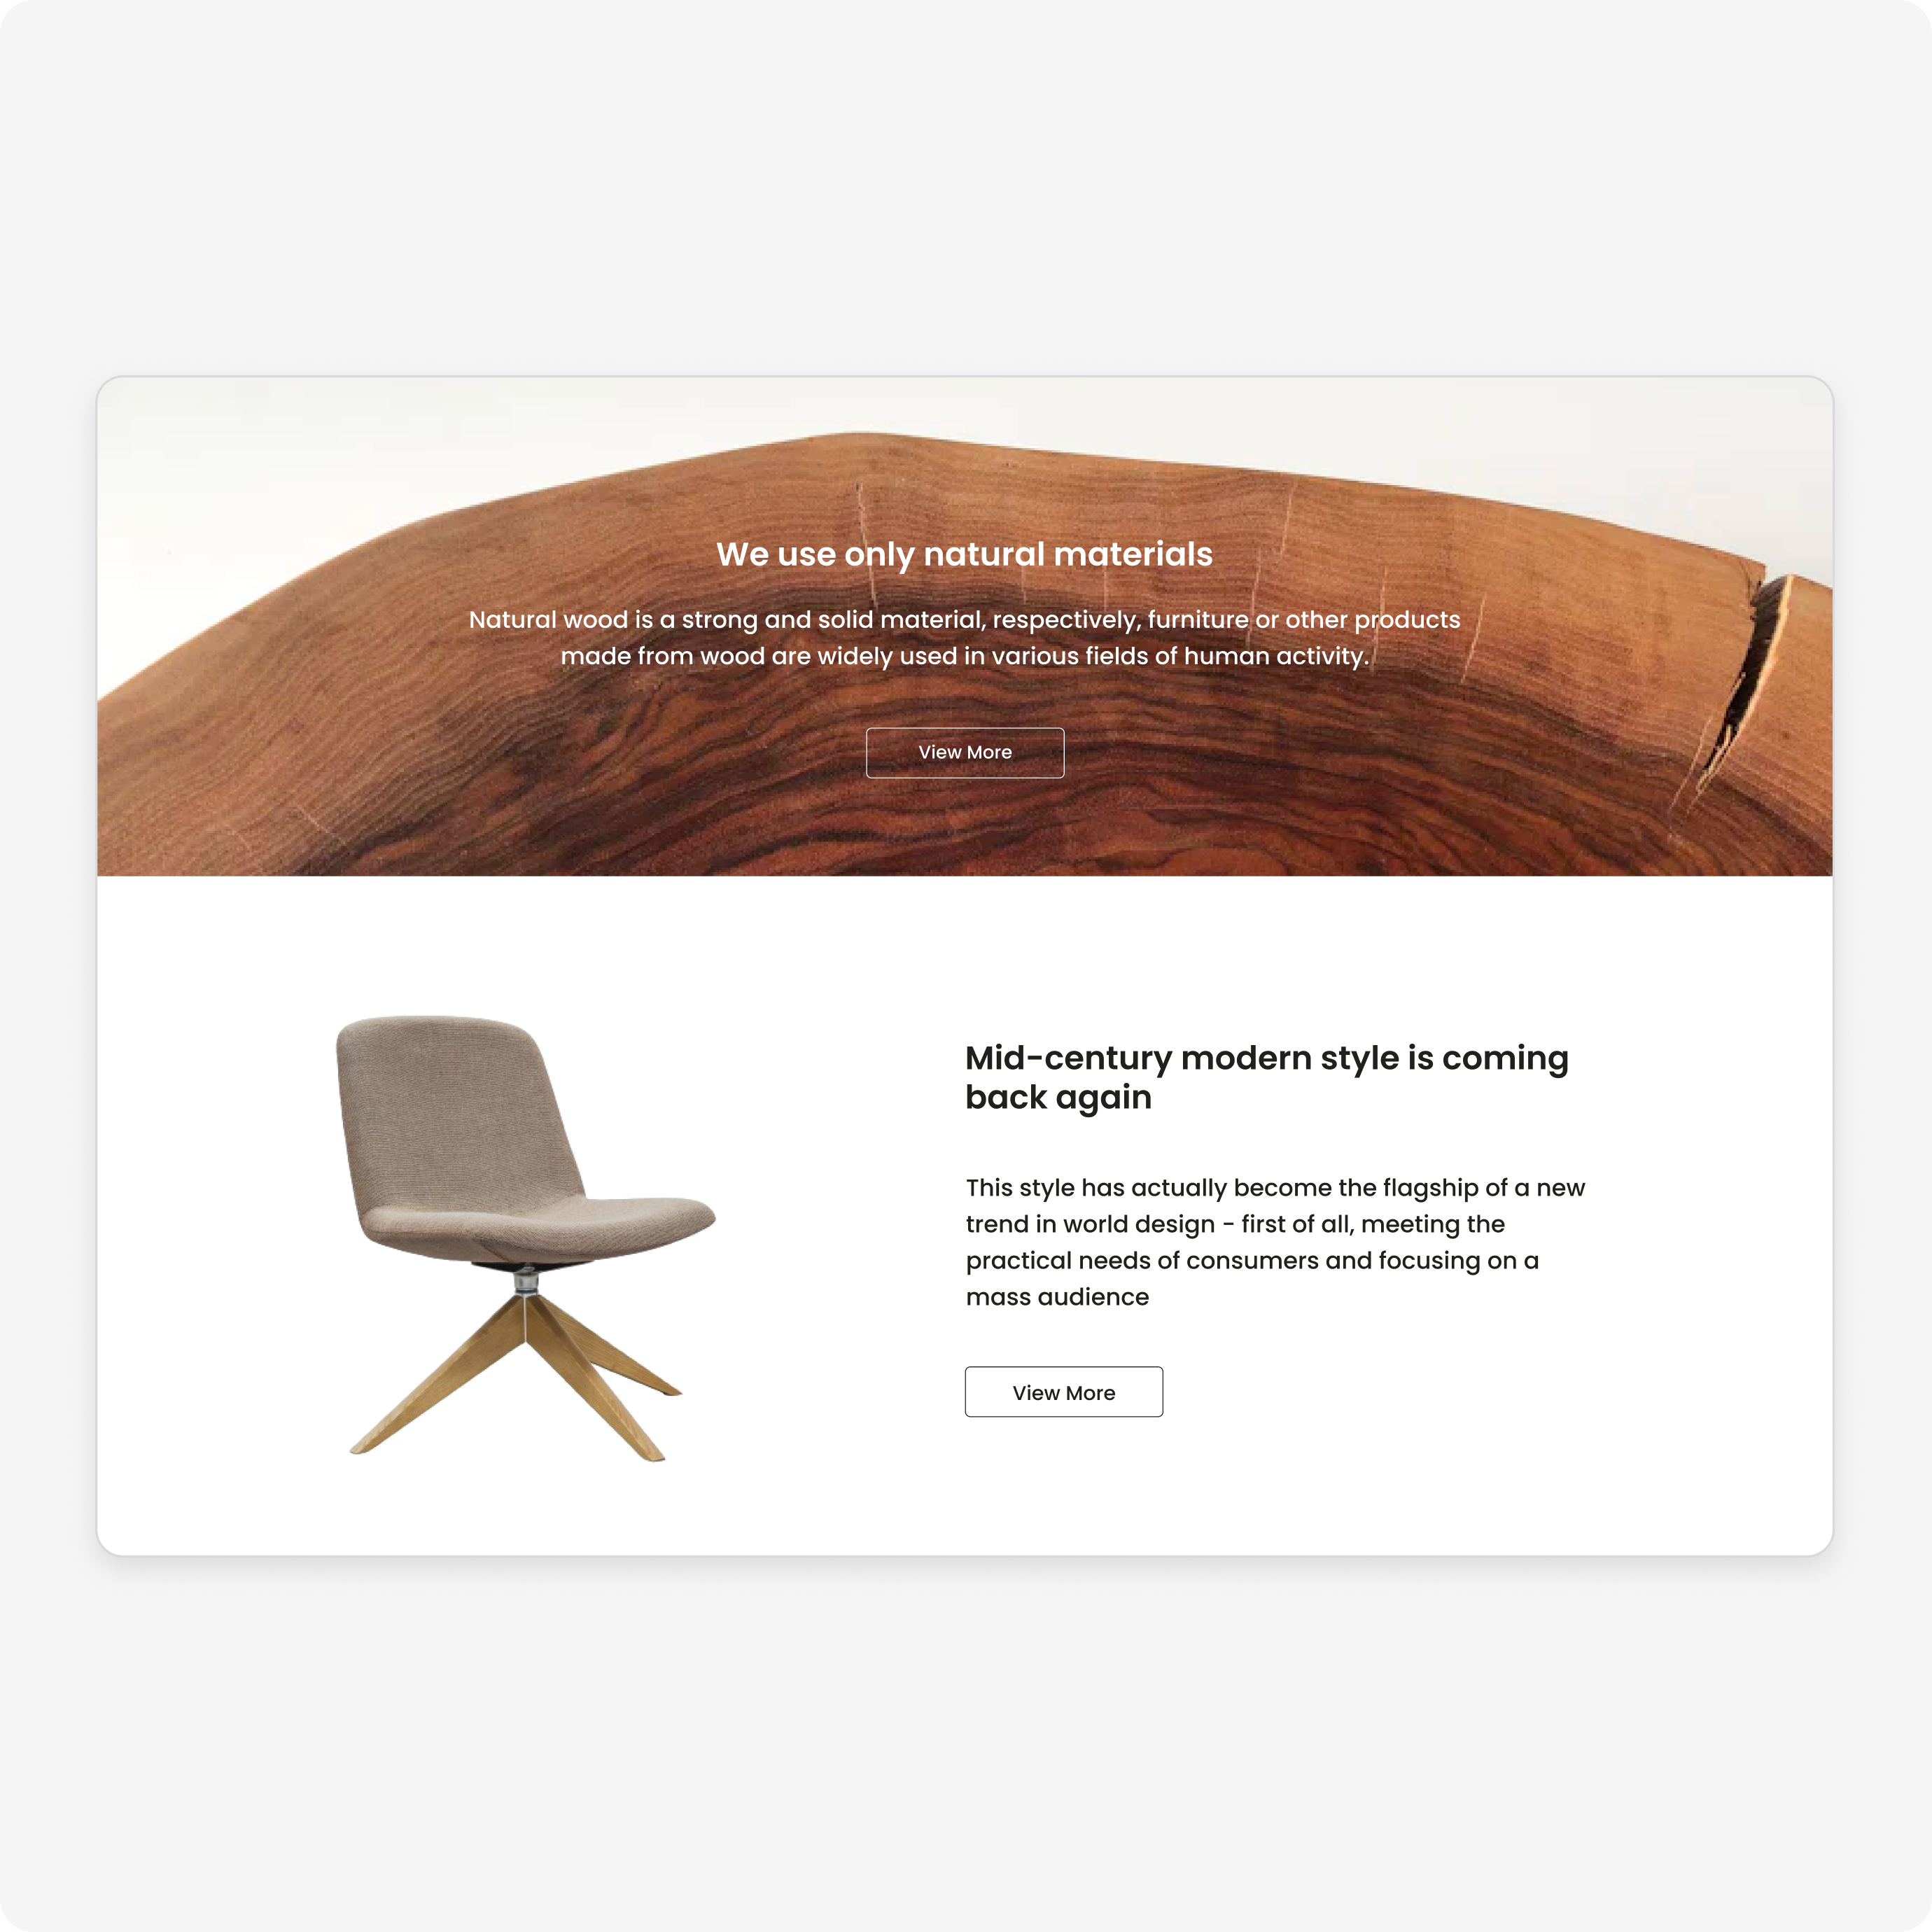 We use only natural materials
Natural wood is a strong and solid material, respectively, furniture or other products
made from wood are widely used in various fields of human activity.
View More
Mid-century modern style is coming
back again
This style has actually become the flagship of a new
trend in world design - first of all, meeting the
practical needs of consumers and focusing on a
mass audience
View More